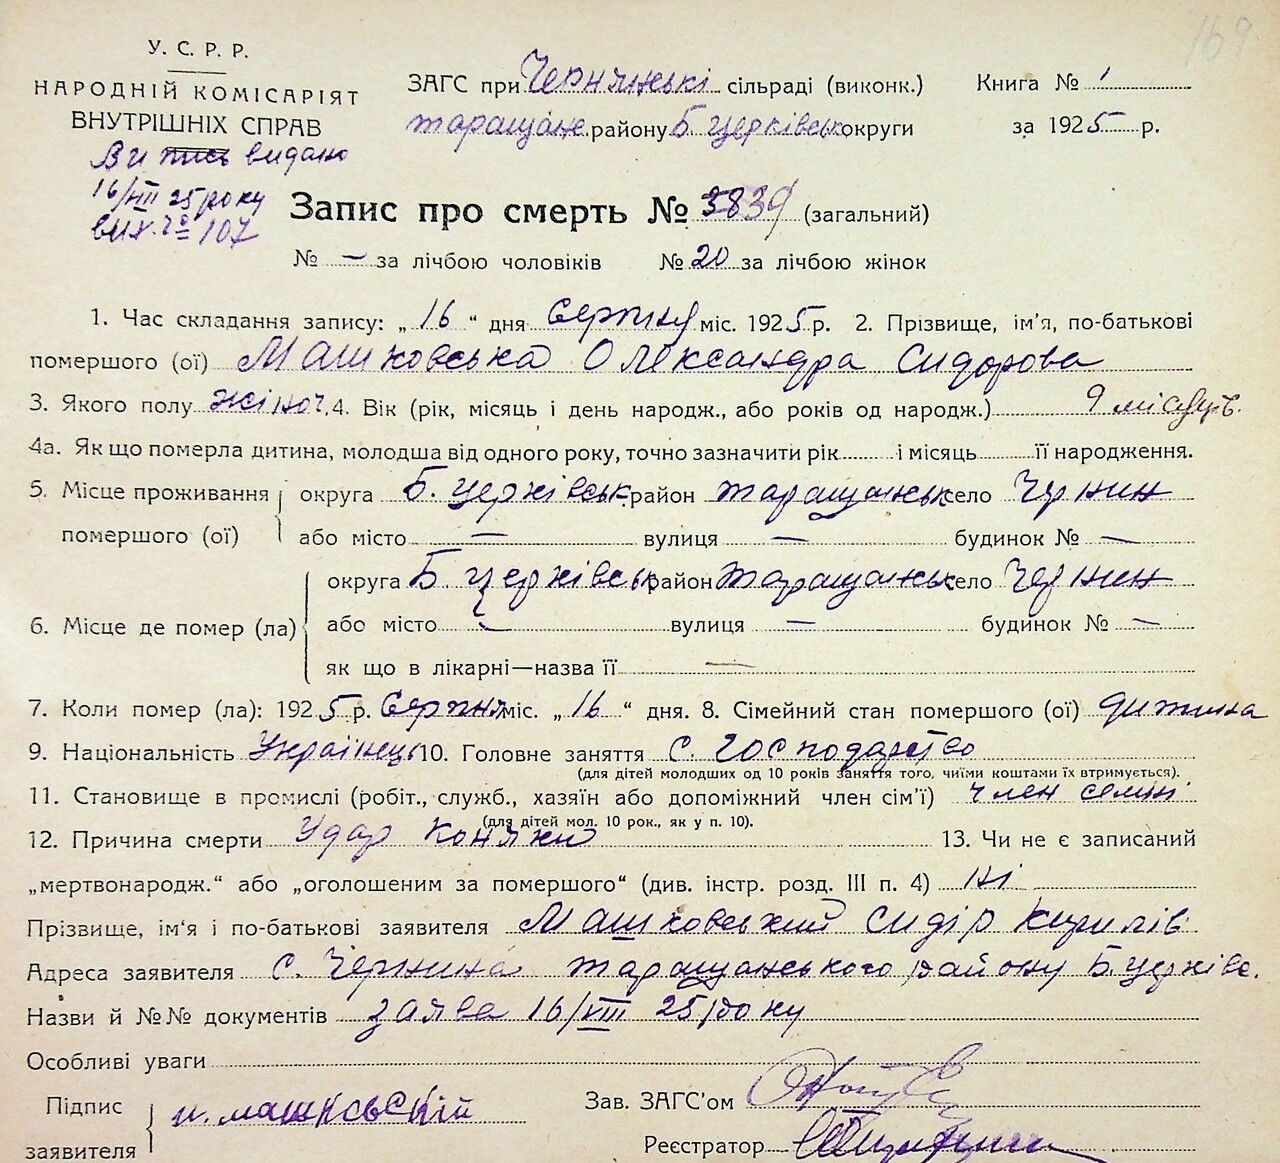 169
У. С. Р. Р.
НАРОДНІЙ КОМІСАРІЯТ
ВНУТРІШНІХ СПРАВ
Ви пись видано
16/VIII 25 року
вих. № 107
ЗАГС при Чернинські сільраді (виконк.) Книга № 1
таращанс. району Б церківськ округи за 1925 р.
Запис про смерть № 3839 (загальний)
№ — за лічбою чоловіків № 20 за лічбою жінок
1. Час складання запису: „16“ дня Серпня міс. 1925 р. 2. Прізвище, ім'я, по-батькові
помершого (ої) Машковська Олександра Сидорова
3. Якого полу жіноч. 4. Вік (рік, місяць і день народж., або років од народж.) 9 місяців.
4а. Як що померла дитина, молодша від одного року, точно зазначити рік і місяць її народження.
5. Місце проживання помершого (ої) округа Б. церківськ район таращанськ село Чернин
або місто — вулиця — будинок № —
6. Місце де помер (ла) округа Б. церківськ район таращанськ село Чернин
або місто — вулиця — будинок № —
як що в лікарні—назва її —
7. Коли помер (ла): 1925 р. Серпня міс. „16“ дня. 8. Сімейний стан помершого (ої) дитина
9. Національність Українець 10. Головне заняття с. господарство
(для дітей молодших од 10 років заняття того, чиїми коштами їх втримується).
11. Становище в промислі (робіт., служб., хазяїн або допоміжний член сім'ї) член семні
(для дітей мол. 10 рок., як у п. 10).
12. Причина смерти Удар коняки 13. Чи не є записаний
„мертвонародж.“ або „оголошеним за помершого“ (див. інстр. розд. III п. 4) ні
Прізвище, ім'я і по-батькові заявителя Машковський Сидір Кирилів
Адреса заявителя с. Чернина таращанського району Б. церківс.
Назви й №№ документів заява 16/VIII 25 року
Особливі уваги
Підпис заявителя и. машковскій
Зав. ЗАГС'ом
Реєстратор